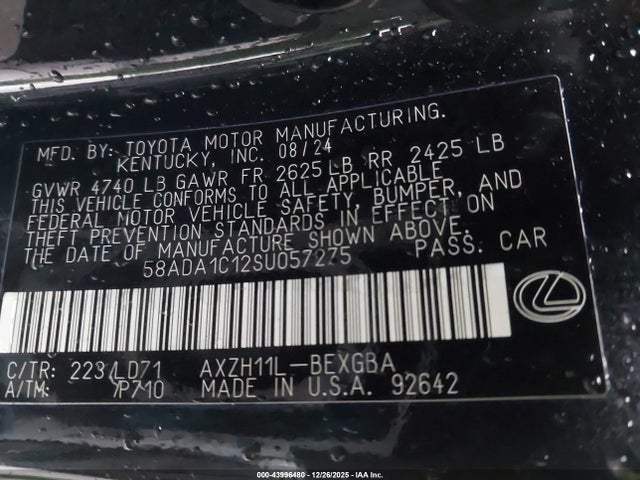 MFD. BY: TOYOTA MOTOR MANUFACTURING.
KENTUCKY, INC. 08/24
GVWR 4740 LB GAWR FR 2625 LB RR 2425 LB
THIS VEHICLE CONFORMS TO ALL APPLICABLE
FEDERAL MOTOR VEHICLE SAFETY, BUMPER, AND
THEFT PREVENTION STANDARDS IN EFFECT ON
THE DATE OF MANUFACTURE SHOWN ABOVE.
58ADA1C12SU057275 PASS. CAR
C/TR: 223/LD71 AXZH11L-BEXGBA
A/TM: /P710 MADE IN U.S.A. 92642
000-43996480 - 12/26/2025 - IAA Inc.